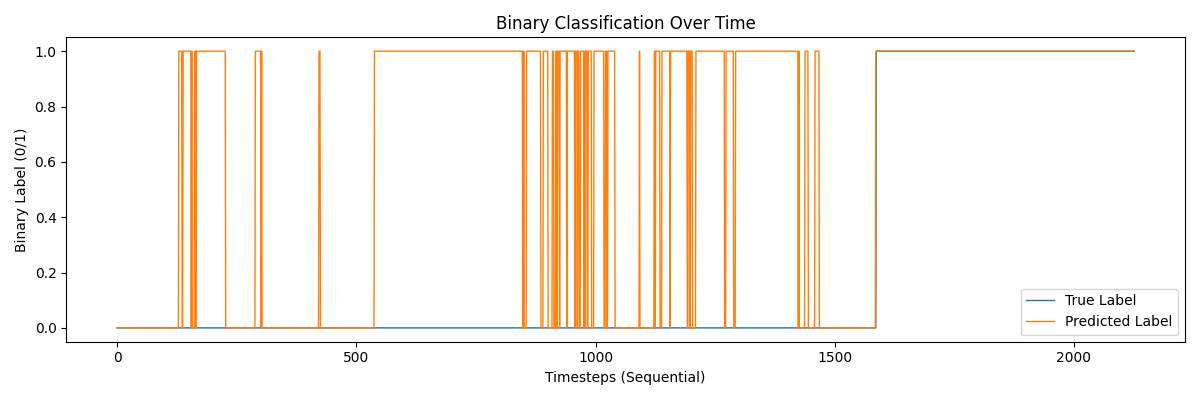 Binary Classification Over Time
Binary Label (0/1)
1.0
0.8
0.6
0.4
0.2
0.0
0
500
1000
1500
2000
Timesteps (Sequential)
True Label
Predicted Label